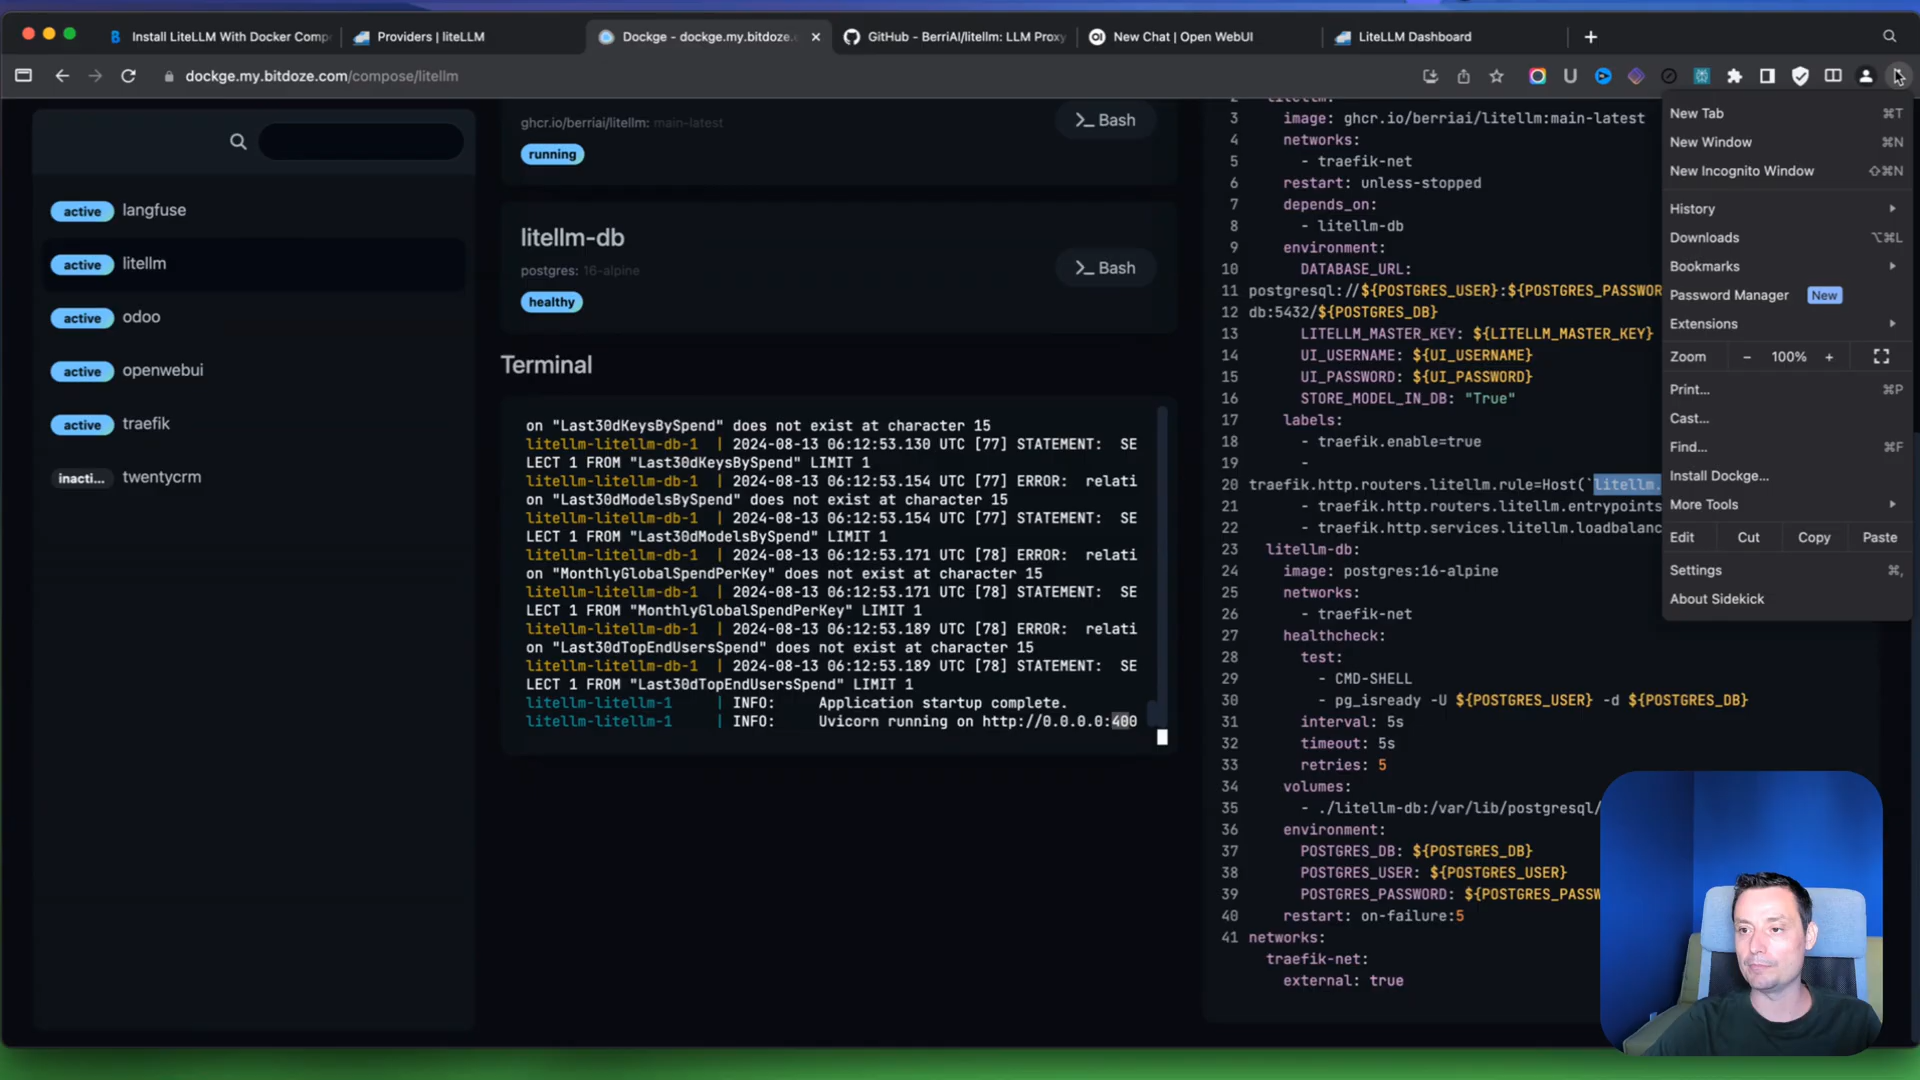 Install LiteLLM With Docker Comp
Providers | liteLLM
Dockge - dockge.my.bitdoze.
GitHub - BerriAI/litellm: LLM Proxy
New Chat | Open WebUI
LiteLLM Dashboard
dockge.my.bitdoze.com/compose/litellm
active langfuse
active litellm
active odoo
active openwebui
active traefik
inacti... twentycrm
ghcr.io/berriai/litellm: main-latest
>_ Bash
running
litellm-db
postgres: 16-alpine
>_ Bash
healthy
Terminal
on "Last30dKeysBySpend" does not exist at character 15
litellm-litellm-db-1 | 2024-08-13 06:12:53.130 UTC [77] STATEMENT: SE
LECT 1 FROM "Last30dKeysBySpend" LIMIT 1
litellm-litellm-db-1 | 2024-08-13 06:12:53.154 UTC [77] ERROR: relati
on "Last30dModelsBySpend" does not exist at character 15
litellm-litellm-db-1 | 2024-08-13 06:12:53.154 UTC [77] STATEMENT: SE
LECT 1 FROM "Last30dModelsBySpend" LIMIT 1
litellm-litellm-db-1 | 2024-08-13 06:12:53.171 UTC [78] ERROR: relati
on "MonthlyGlobalSpendPerKey" does not exist at character 15
litellm-litellm-db-1 | 2024-08-13 06:12:53.171 UTC [78] STATEMENT: SE
LECT 1 FROM "MonthlyGlobalSpendPerKey" LIMIT 1
litellm-litellm-db-1 | 2024-08-13 06:12:53.189 UTC [78] ERROR: relati
on "Last30dTopEndUsersSpend" does not exist at character 15
litellm-litellm-db-1 | 2024-08-13 06:12:53.189 UTC [78] STATEMENT: SE
LECT 1 FROM "Last30dTopEndUsersSpend" LIMIT 1
litellm-litellm-1 | INFO: Application startup complete.
litellm-litellm-1 | INFO: Uvicorn running on http://0.0.0.0:400
2 litellm:
3 image: ghcr.io/berriai/litellm:main-latest
4 networks:
5 - traefik-net
6 restart: unless-stopped
7 depends_on:
8 - litellm-db
9 environment:
10 DATABASE_URL:
11 postgresql://${POSTGRES_USER}:${POSTGRES_PASSWOR
12 db:5432/${POSTGRES_DB}
13 LITELLM_MASTER_KEY: ${LITELLM_MASTER_KEY}
14 UI_USERNAME: ${UI_USERNAME}
15 UI_PASSWORD: ${UI_PASSWORD}
16 STORE_MODEL_IN_DB: "True"
17 labels:
18 - traefik.enable=true
19 -
20 traefik.http.routers.litellm.rule=Host(`litellm.
21 - traefik.http.routers.litellm.entrypoints
22 - traefik.http.services.litellm.loadbalanc
23 litellm-db:
24 image: postgres:16-alpine
25 networks:
26 - traefik-net
27 healthcheck:
28 test:
29 - CMD-SHELL
30 - pg_isready -U ${POSTGRES_USER} -d ${POSTGRES_DB}
31 interval: 5s
32 timeout: 5s
33 retries: 5
34 volumes:
35 - ./litellm-db:/var/lib/postgresql/
36 environment:
37 POSTGRES_DB: ${POSTGRES_DB}
38 POSTGRES_USER: ${POSTGRES_USER}
39 POSTGRES_PASSWORD: ${POSTGRES_PASSW
40 restart: on-failure:5
41 networks:
traefik-net:
external: true
New Tab ⌘T
New Window ⌘N
New Incognito Window ⇧⌘N
History
Downloads ⌥⌘L
Bookmarks
Password Manager New
Extensions
Zoom − 100% +
Print... ⌘P
Cast...
Find... ⌘F
Install Dockge...
More Tools
Edit Cut Copy Paste
Settings ⌘,
About Sidekick